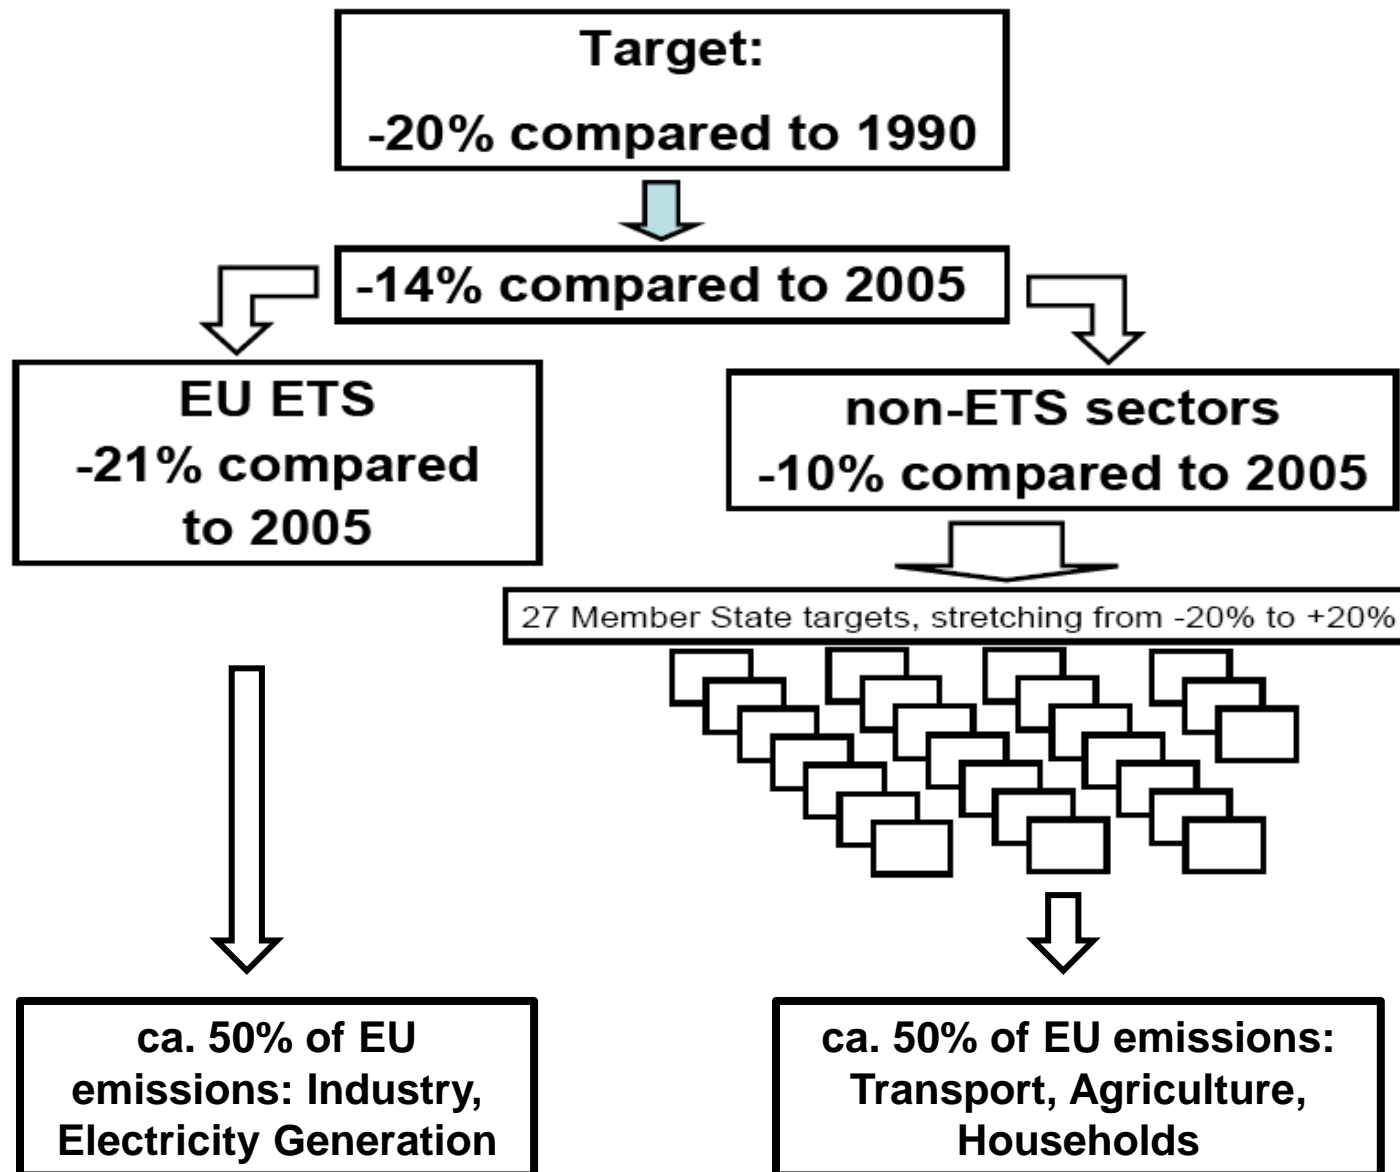 Target:
-20% compared to 1990
-14% compared to 2005
EU ETS
-21% compared
to 2005
non-ETS sectors
-10% compared to 2005
27 Member State targets, stretching from -20% to +20%
ca. 50% of EU
emissions: Industry,
Electricity Generation
ca. 50% of EU emissions:
Transport, Agriculture,
Households